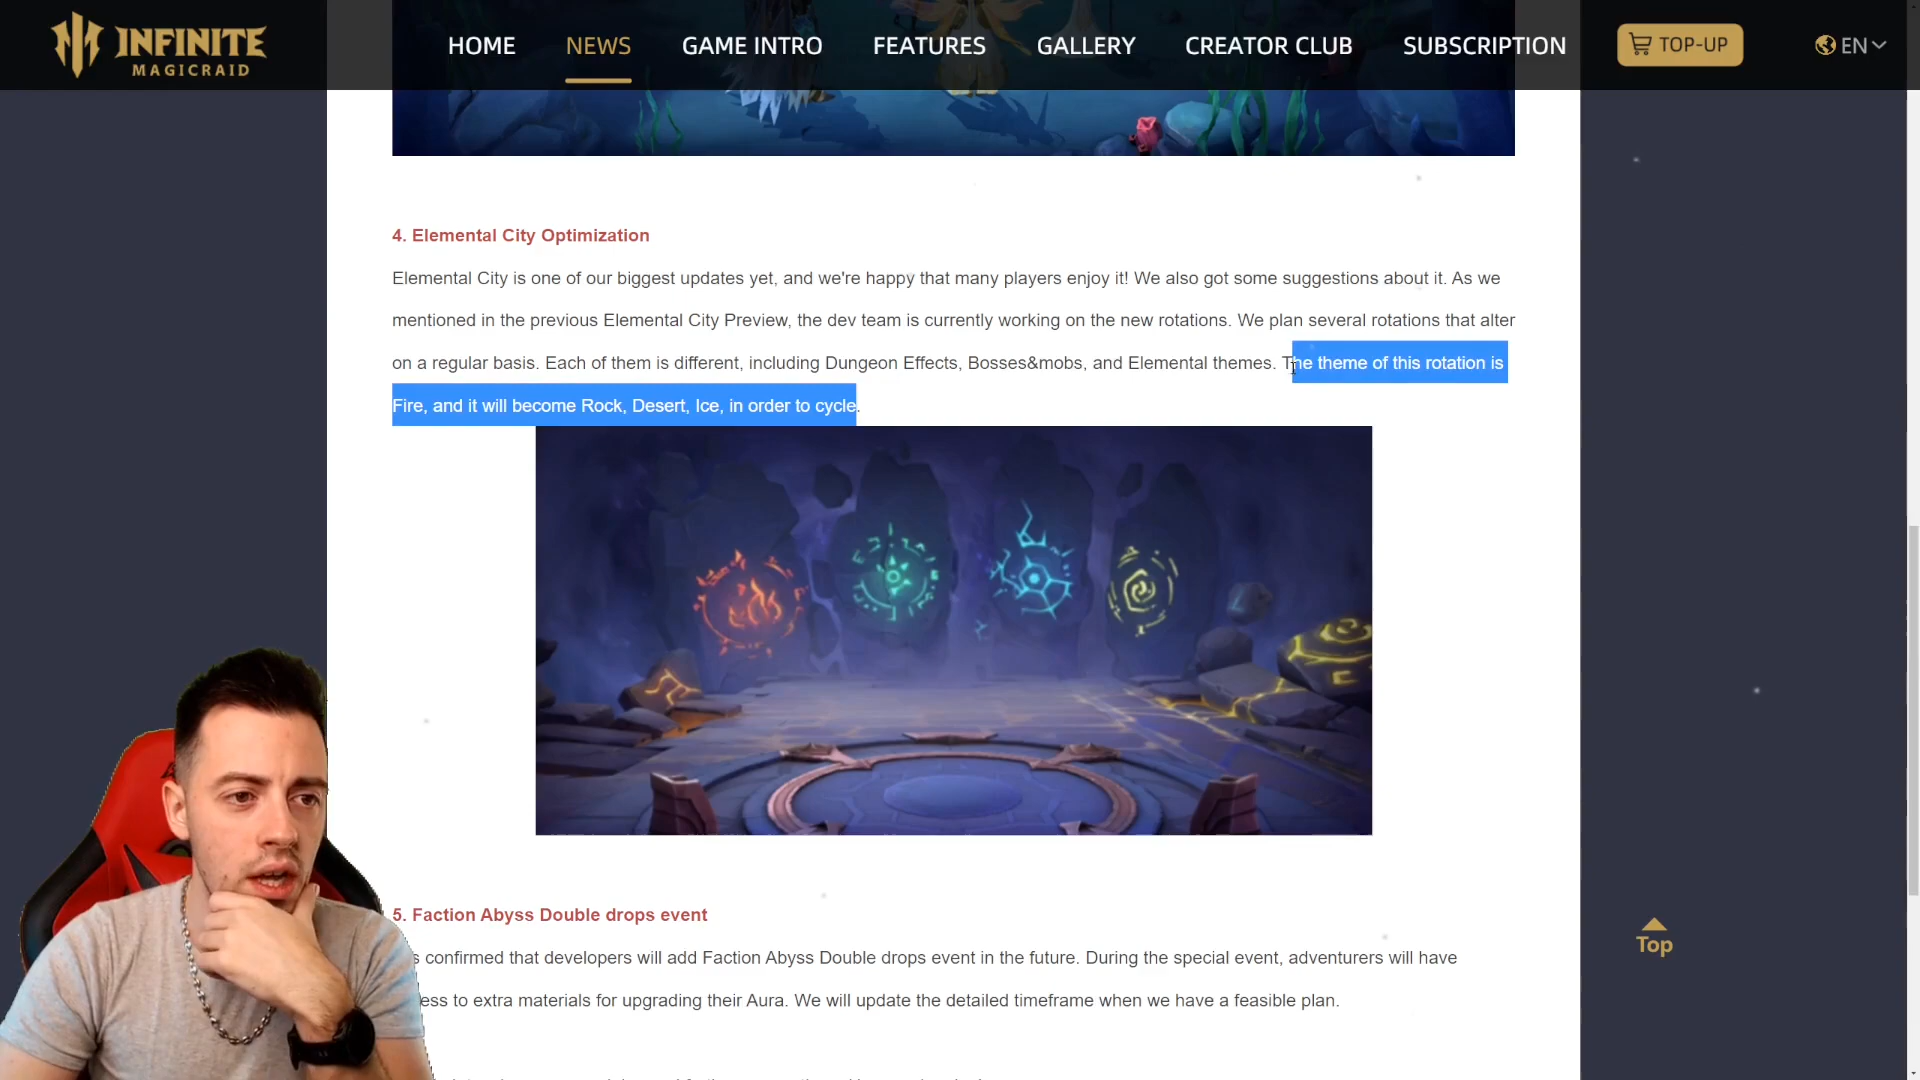 INFINITE
MAGICRAID
HOME
NEWS
GAME INTRO
FEATURES
GALLERY
CREATOR CLUB
SUBSCRIPTION
TOP-UP
EN
4. Elemental City Optimization
Elemental City is one of our biggest updates yet, and we're happy that many players enjoy it! We also got some suggestions about it. As we
mentioned in the previous Elemental City Preview, the dev team is currently working on the new rotations. We plan several rotations that alter
on a regular basis. Each of them is different, including Dungeon Effects, Bosses&mobs, and Elemental themes. The theme of this rotation is
Fire, and it will become Rock, Desert, Ice, in order to cycle.
5. Faction Abyss Double drops event
confirmed that developers will add Faction Abyss Double drops event in the future. During the special event, adventurers will have
to extra materials for upgrading their Aura. We will update the detailed timeframe when we have a feasible plan.
Top